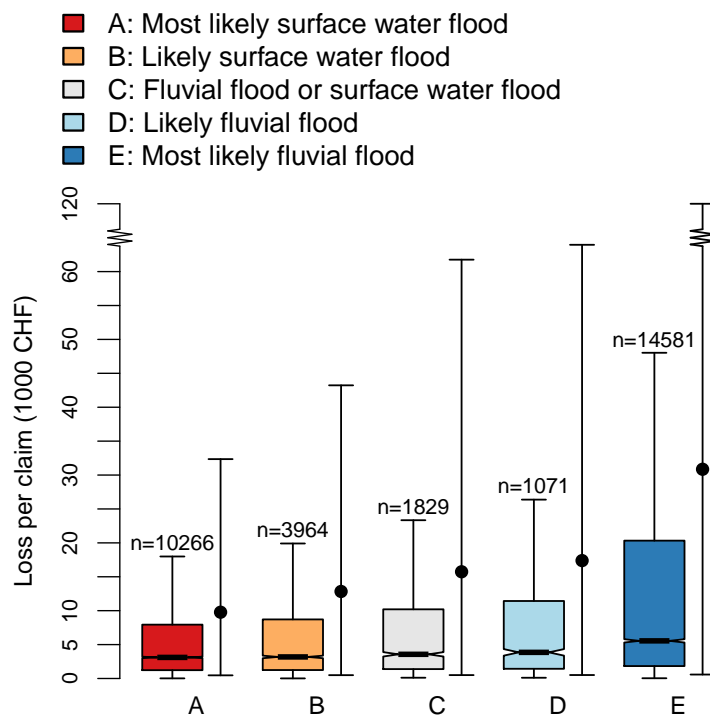 A: Most likely surface water flood
B: Likely surface water flood
C: Fluvial flood or surface water flood
D: Likely fluvial flood
E: Most likely fluvial flood
120
60
50
40
30
20
10
5
0
Loss per claim (1000 CHF)
n=10266
n=3964
n=1829
n=1071
n=14581
A B C D E